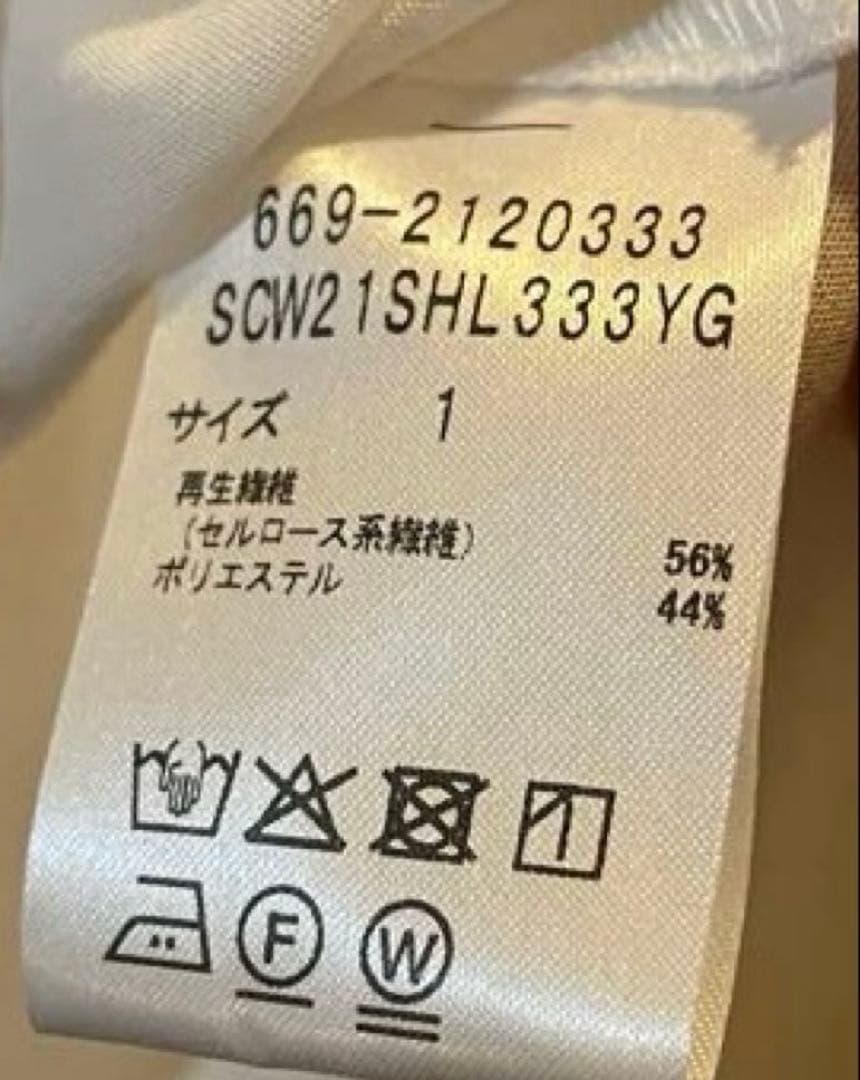 669-2120333
SCW21SHL333YG
サイズ 1
再生繊維
(セルロース系繊維) 56%
ポリエステル 44%
F W